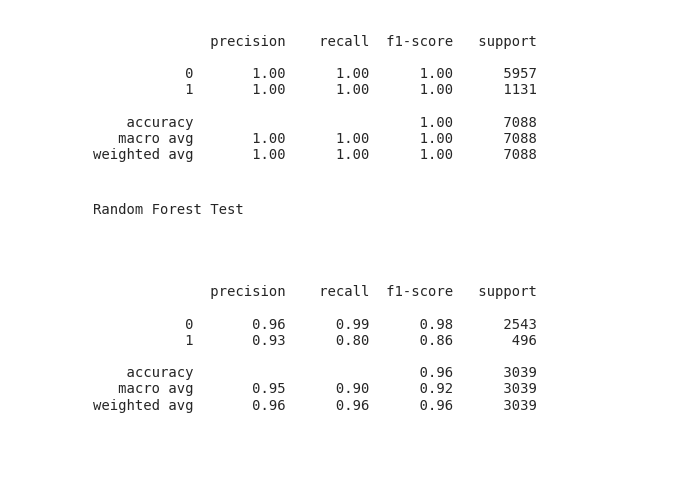 precision recall f1-score support
0 1.00 1.00 1.00 5957
1 1.00 1.00 1.00 1131
accuracy 1.00 7088
macro avg 1.00 1.00 1.00 7088
weighted avg 1.00 1.00 1.00 7088
Random Forest Test
precision recall f1-score support
0 0.96 0.99 0.98 2543
1 0.93 0.80 0.86 496
accuracy 0.96 3039
macro avg 0.95 0.90 0.92 3039
weighted avg 0.96 0.96 0.96 3039